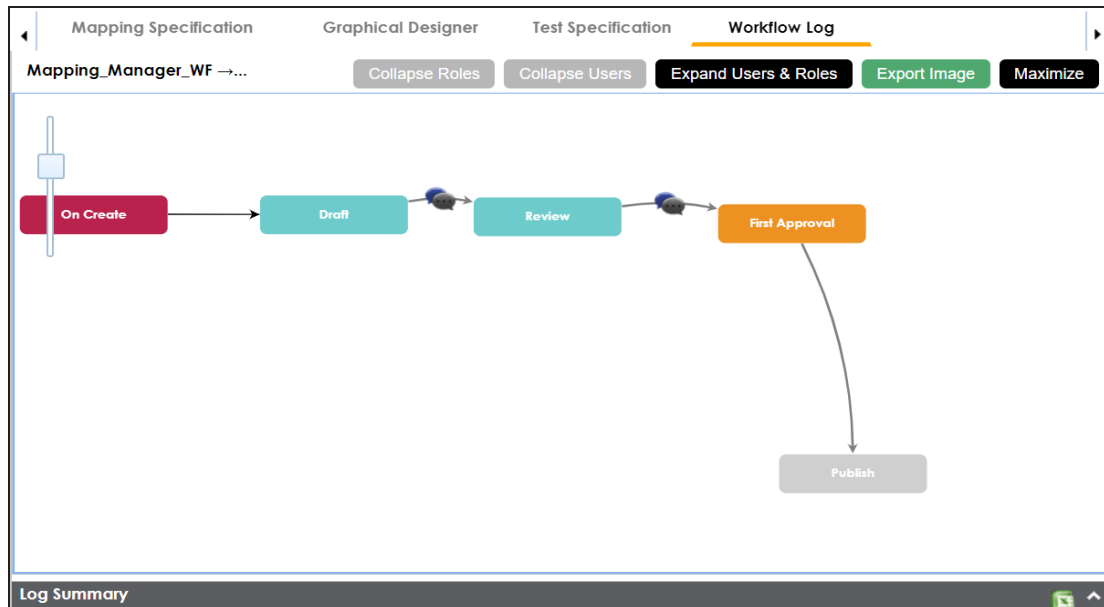 Mapping Specification Graphical Designer Test Specification Workflow Log
Mapping_Manager_WF →... Collapse Roles Collapse Users Expand Users & Roles Export Image Maximize
On Create Draft Review First Approval
Publish
Log Summary